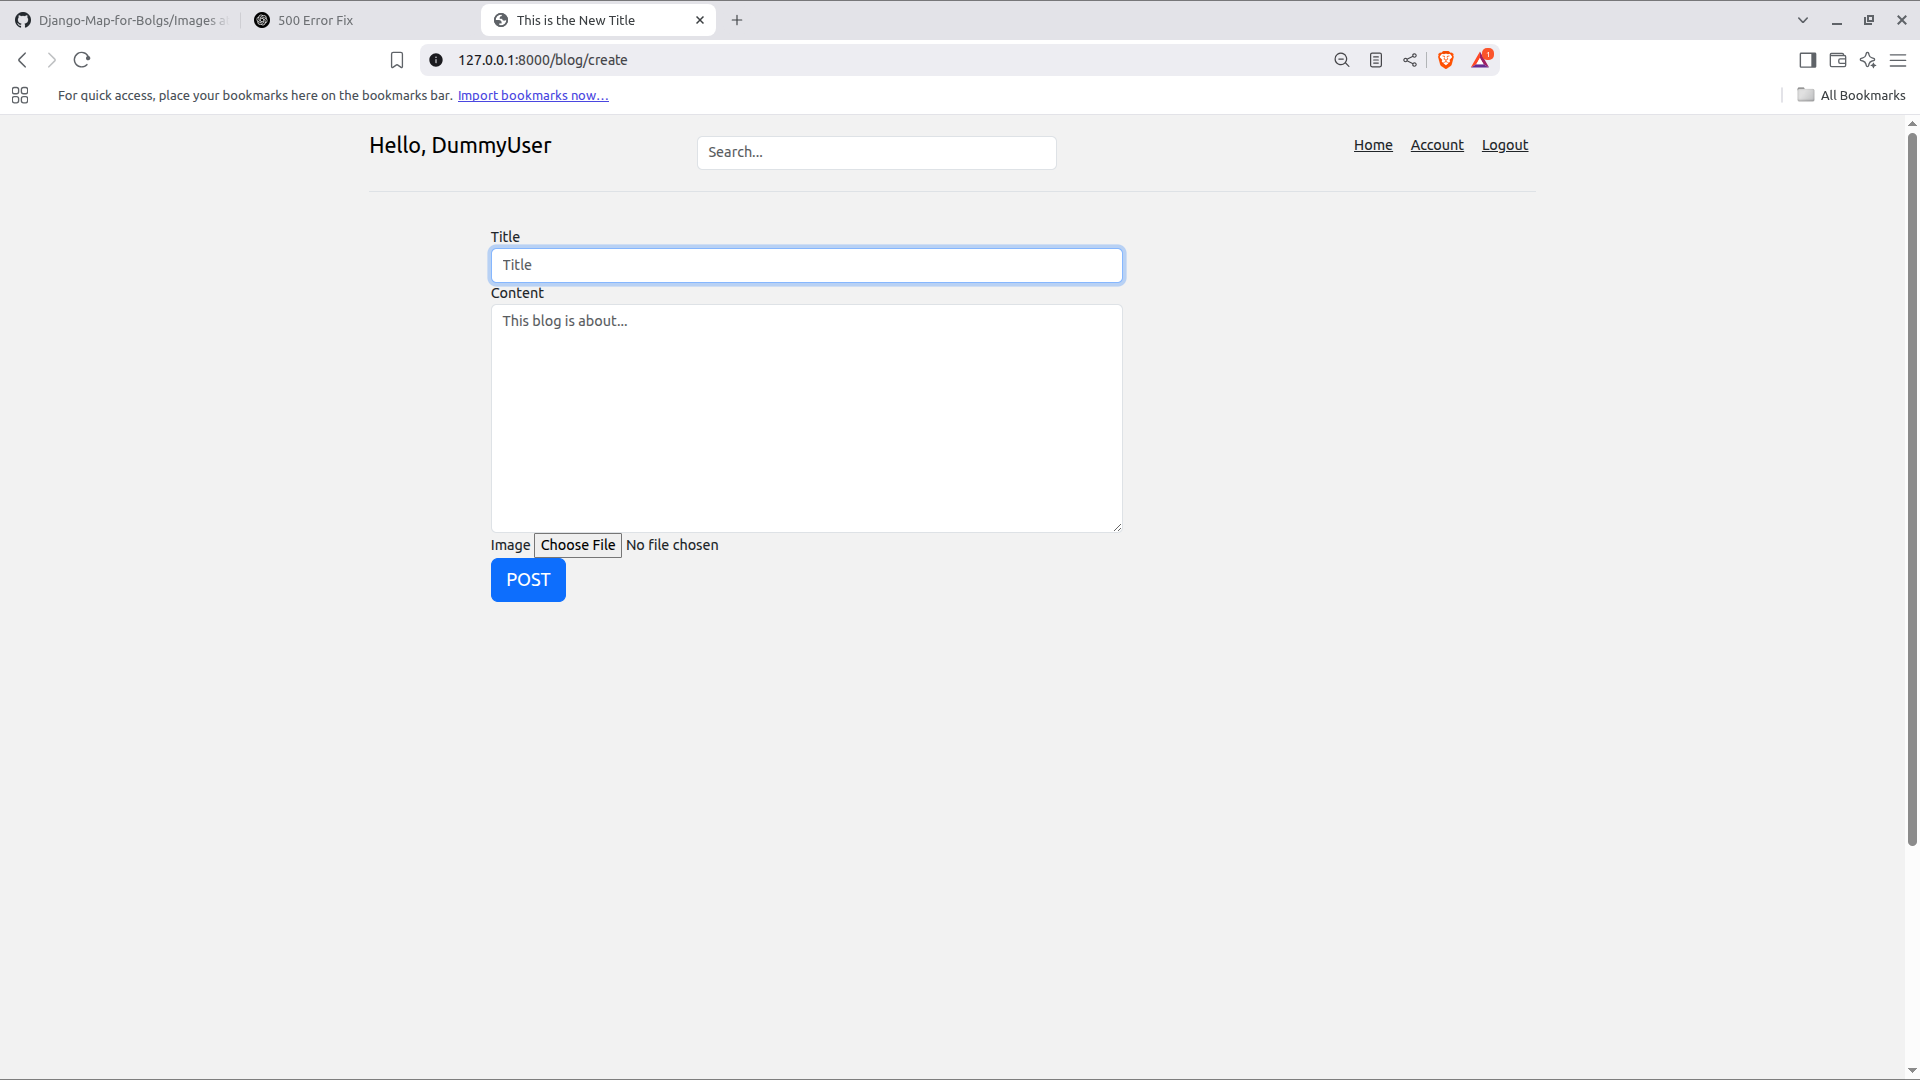 Django-Map-for-Bolgs/Images a
500 Error Fix
This is the New Title
127.0.0.1:8000/blog/create
1
For quick access, place your bookmarks here on the bookmarks bar. Import bookmarks now...
All Bookmarks
Hello, DummyUser
Search...
Home Account Logout
Title
Title
Content
This blog is about...
Image Choose File No file chosen
POST